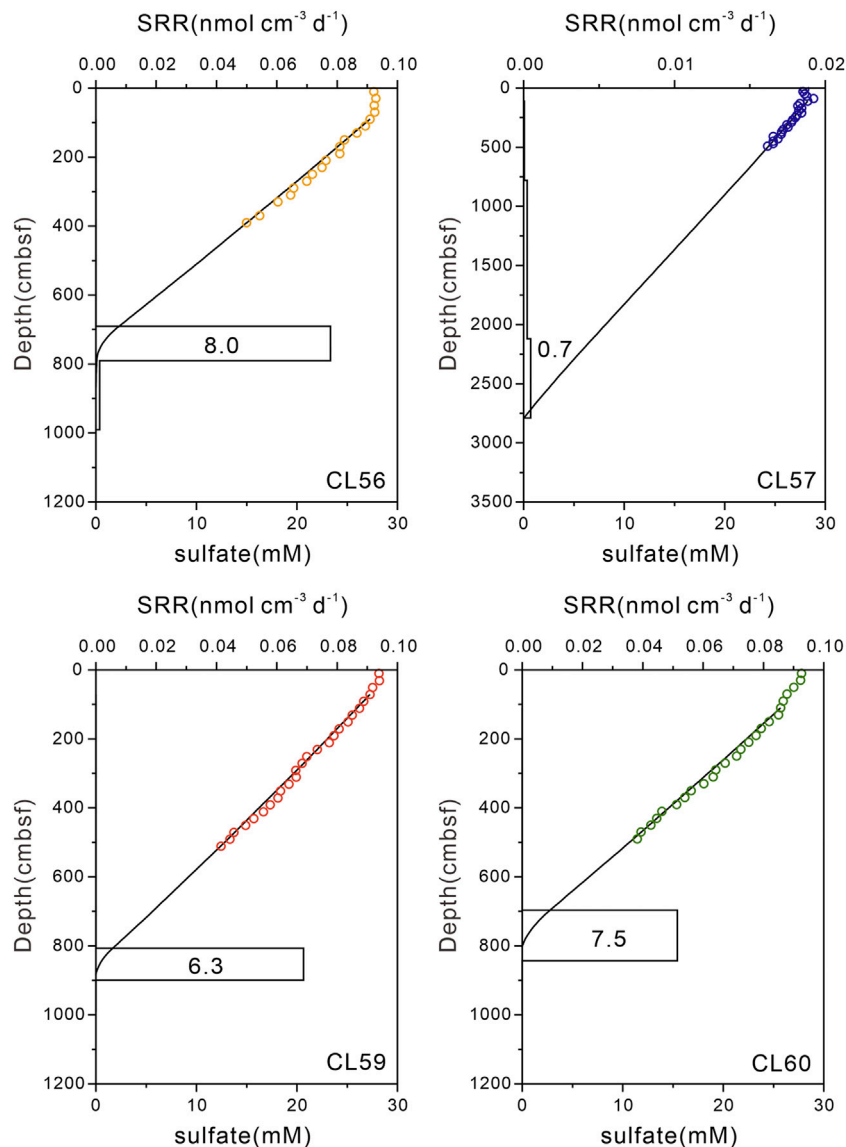 SRR(nmol cm⁻³ d⁻¹)
0.00 0.02 0.04 0.06 0.08 0.10
0
200
400
600
800
1000
1200
Depth(cmbsf)
8.0
CL56
0 10 20 30
sulfate(mM)
SRR(nmol cm⁻³ d⁻¹)
0.00 0.01 0.02
0
500
1000
1500
2000
2500
3000
3500
Depth(cmbsf)
0.7
CL57
0 10 20 30
sulfate(mM)
SRR(nmol cm⁻³ d⁻¹)
0.00 0.02 0.04 0.06 0.08 0.10
0
200
400
600
800
1000
1200
Depth(cmbsf)
6.3
CL59
0 10 20 30
sulfate(mM)
SRR(nmol cm⁻³ d⁻¹)
0.00 0.02 0.04 0.06 0.08 0.100
0
200
400
600
800
1000
1200
Depth(cmbsf)
7.5
CL60
0 10 20 30
sulfate(mM)